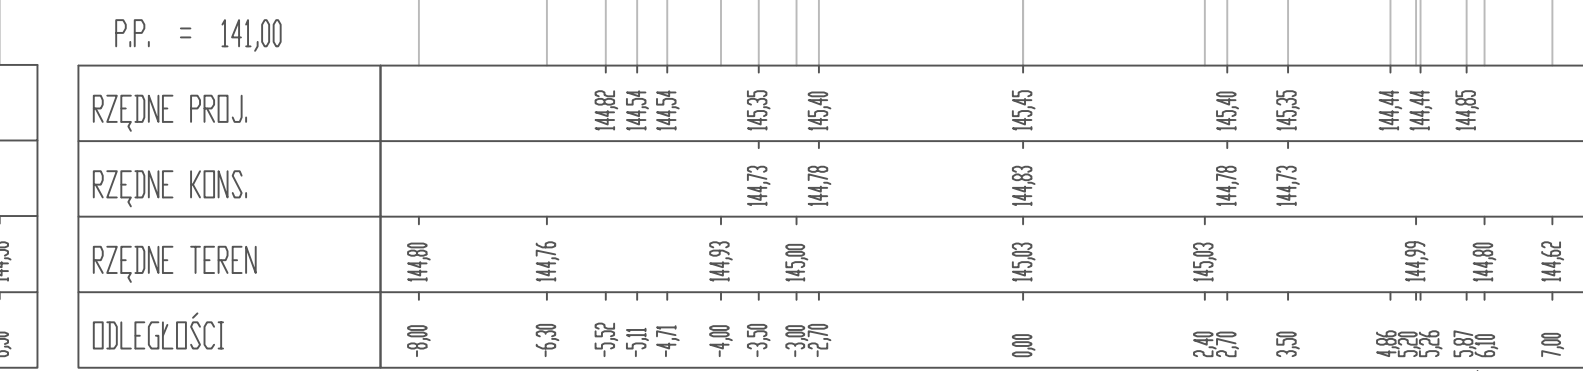 P.P. = 141,00
RZĘDNE PROJ. 144,82 144,54 144,54 145,35 145,40 145,45 145,40 145,35 144,44 144,44 144,85
RZĘDNE KONS. 144,73 144,78 144,83 144,78 144,73
RZĘDNE TEREN 144,80 144,76 144,93 145,00 145,03 145,03 144,99 144,80 144,62
ODLEGŁOŚCI -8,00 -6,30 -5,52 -5,11 -4,71 -4,00 -3,50 -3,00 -2,70 0,00 2,40 2,70 3,50 4,86 5,20 5,26 5,87 6,10 7,00